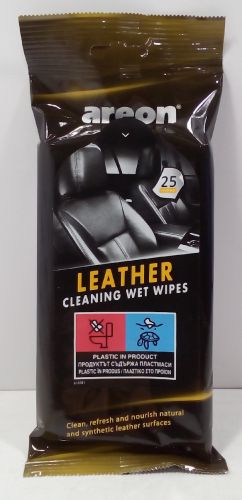 areon
25
LEATHER
CLEANING WET WIPES
PLASTIC IN PRODUCT
ПРОДУКТЪТ СЪДЪРЖА ПЛАСТМАСИ
PLASTIC ÎN PRODUS / ΠΛΑΣΤΙΚΟ ΣΤΟ ΠΡΟΪΟΝ
Clean, refresh and nourish natural
and synthetic leather surfaces